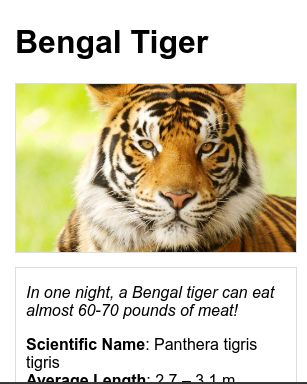 Bengal Tiger
In one night, a Bengal tiger can eat
almost 60-70 pounds of meat!
Scientific Name: Panthera tigris
tigris
Average Length: 2.7 – 3.1 m